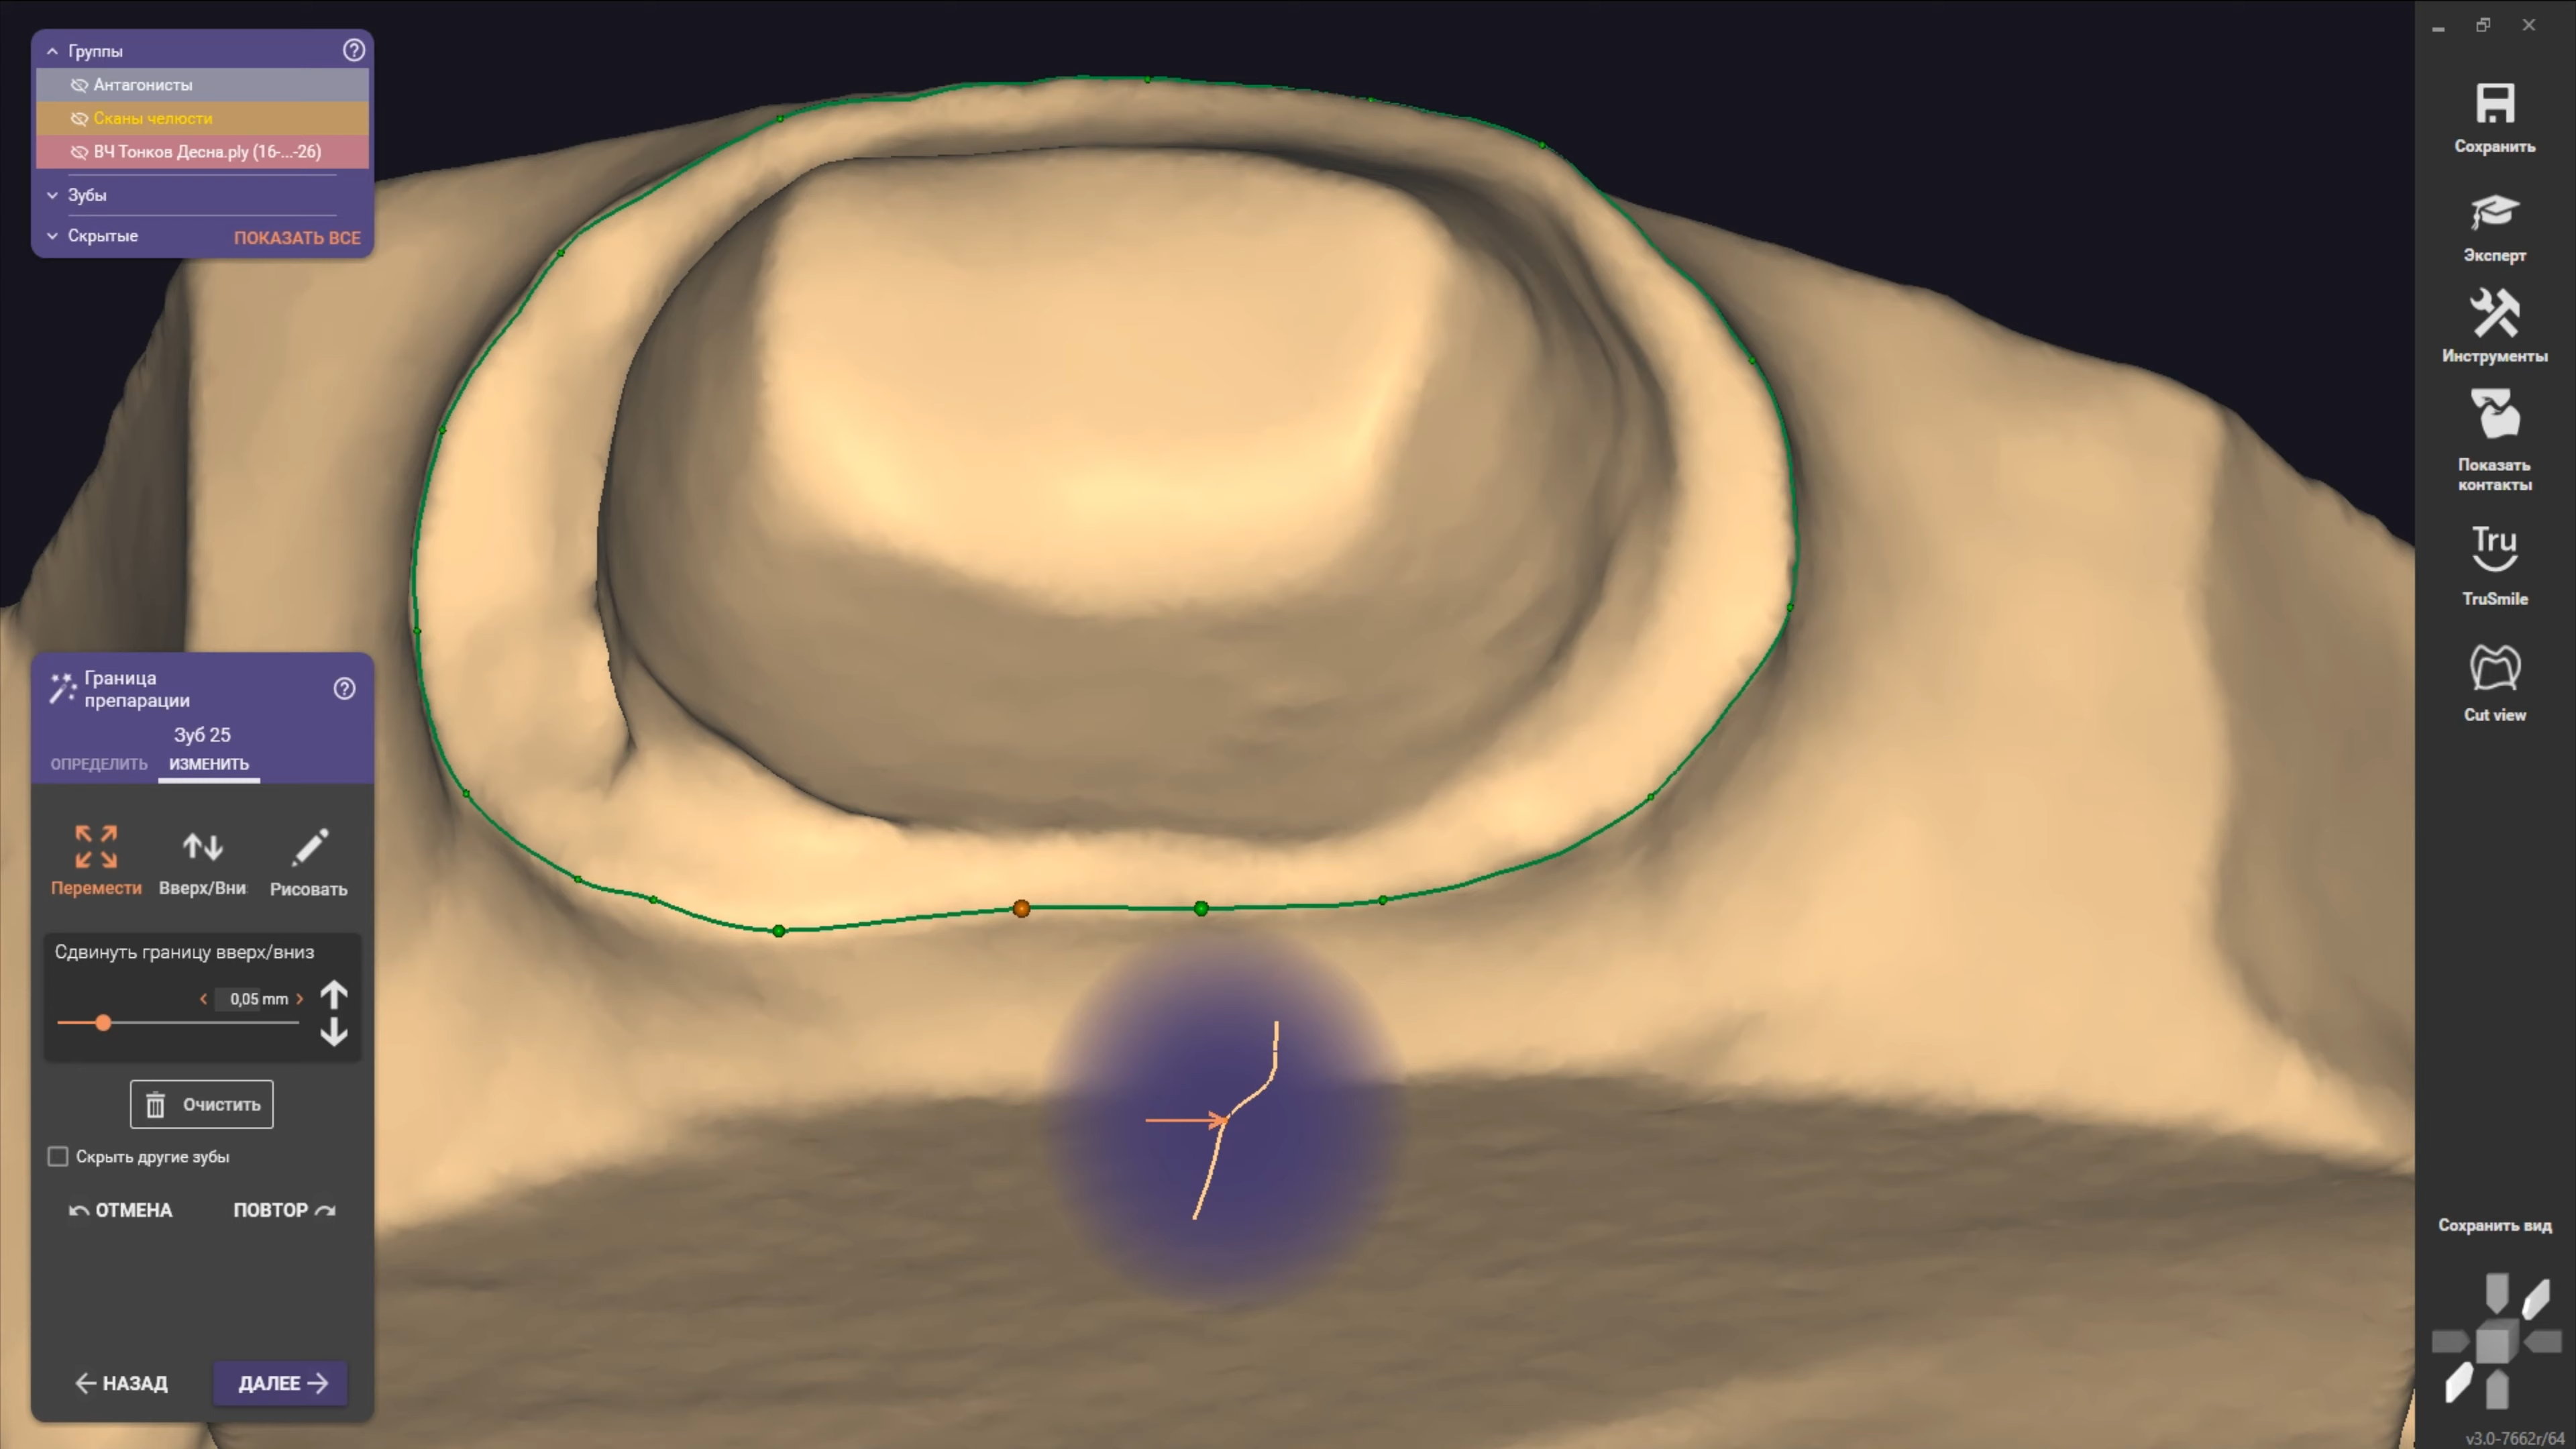 Группы
Антагонисты
Сканы челюсти
ВЧ Тонков Десна.ply (16-...-26)
Зубы
Скрытые ПОКАЗАТЬ ВСЕ
Граница
препарации
Зуб 25
ОПРЕДЕЛИТЬ ИЗМЕНИТЬ
Перемести Вверх/Вни Рисовать
Сдвинуть границу вверх/вниз
0,05 mm
Очистить
Скрыть другие зубы
ОТМЕНА ПОВТОР
НАЗАД ДАЛЕЕ
Сохранить
Эксперт
Инструменты
Показать
контакты
Tru
TruSmile
Cut view
Сохранить вид
v3.0-7662r/64